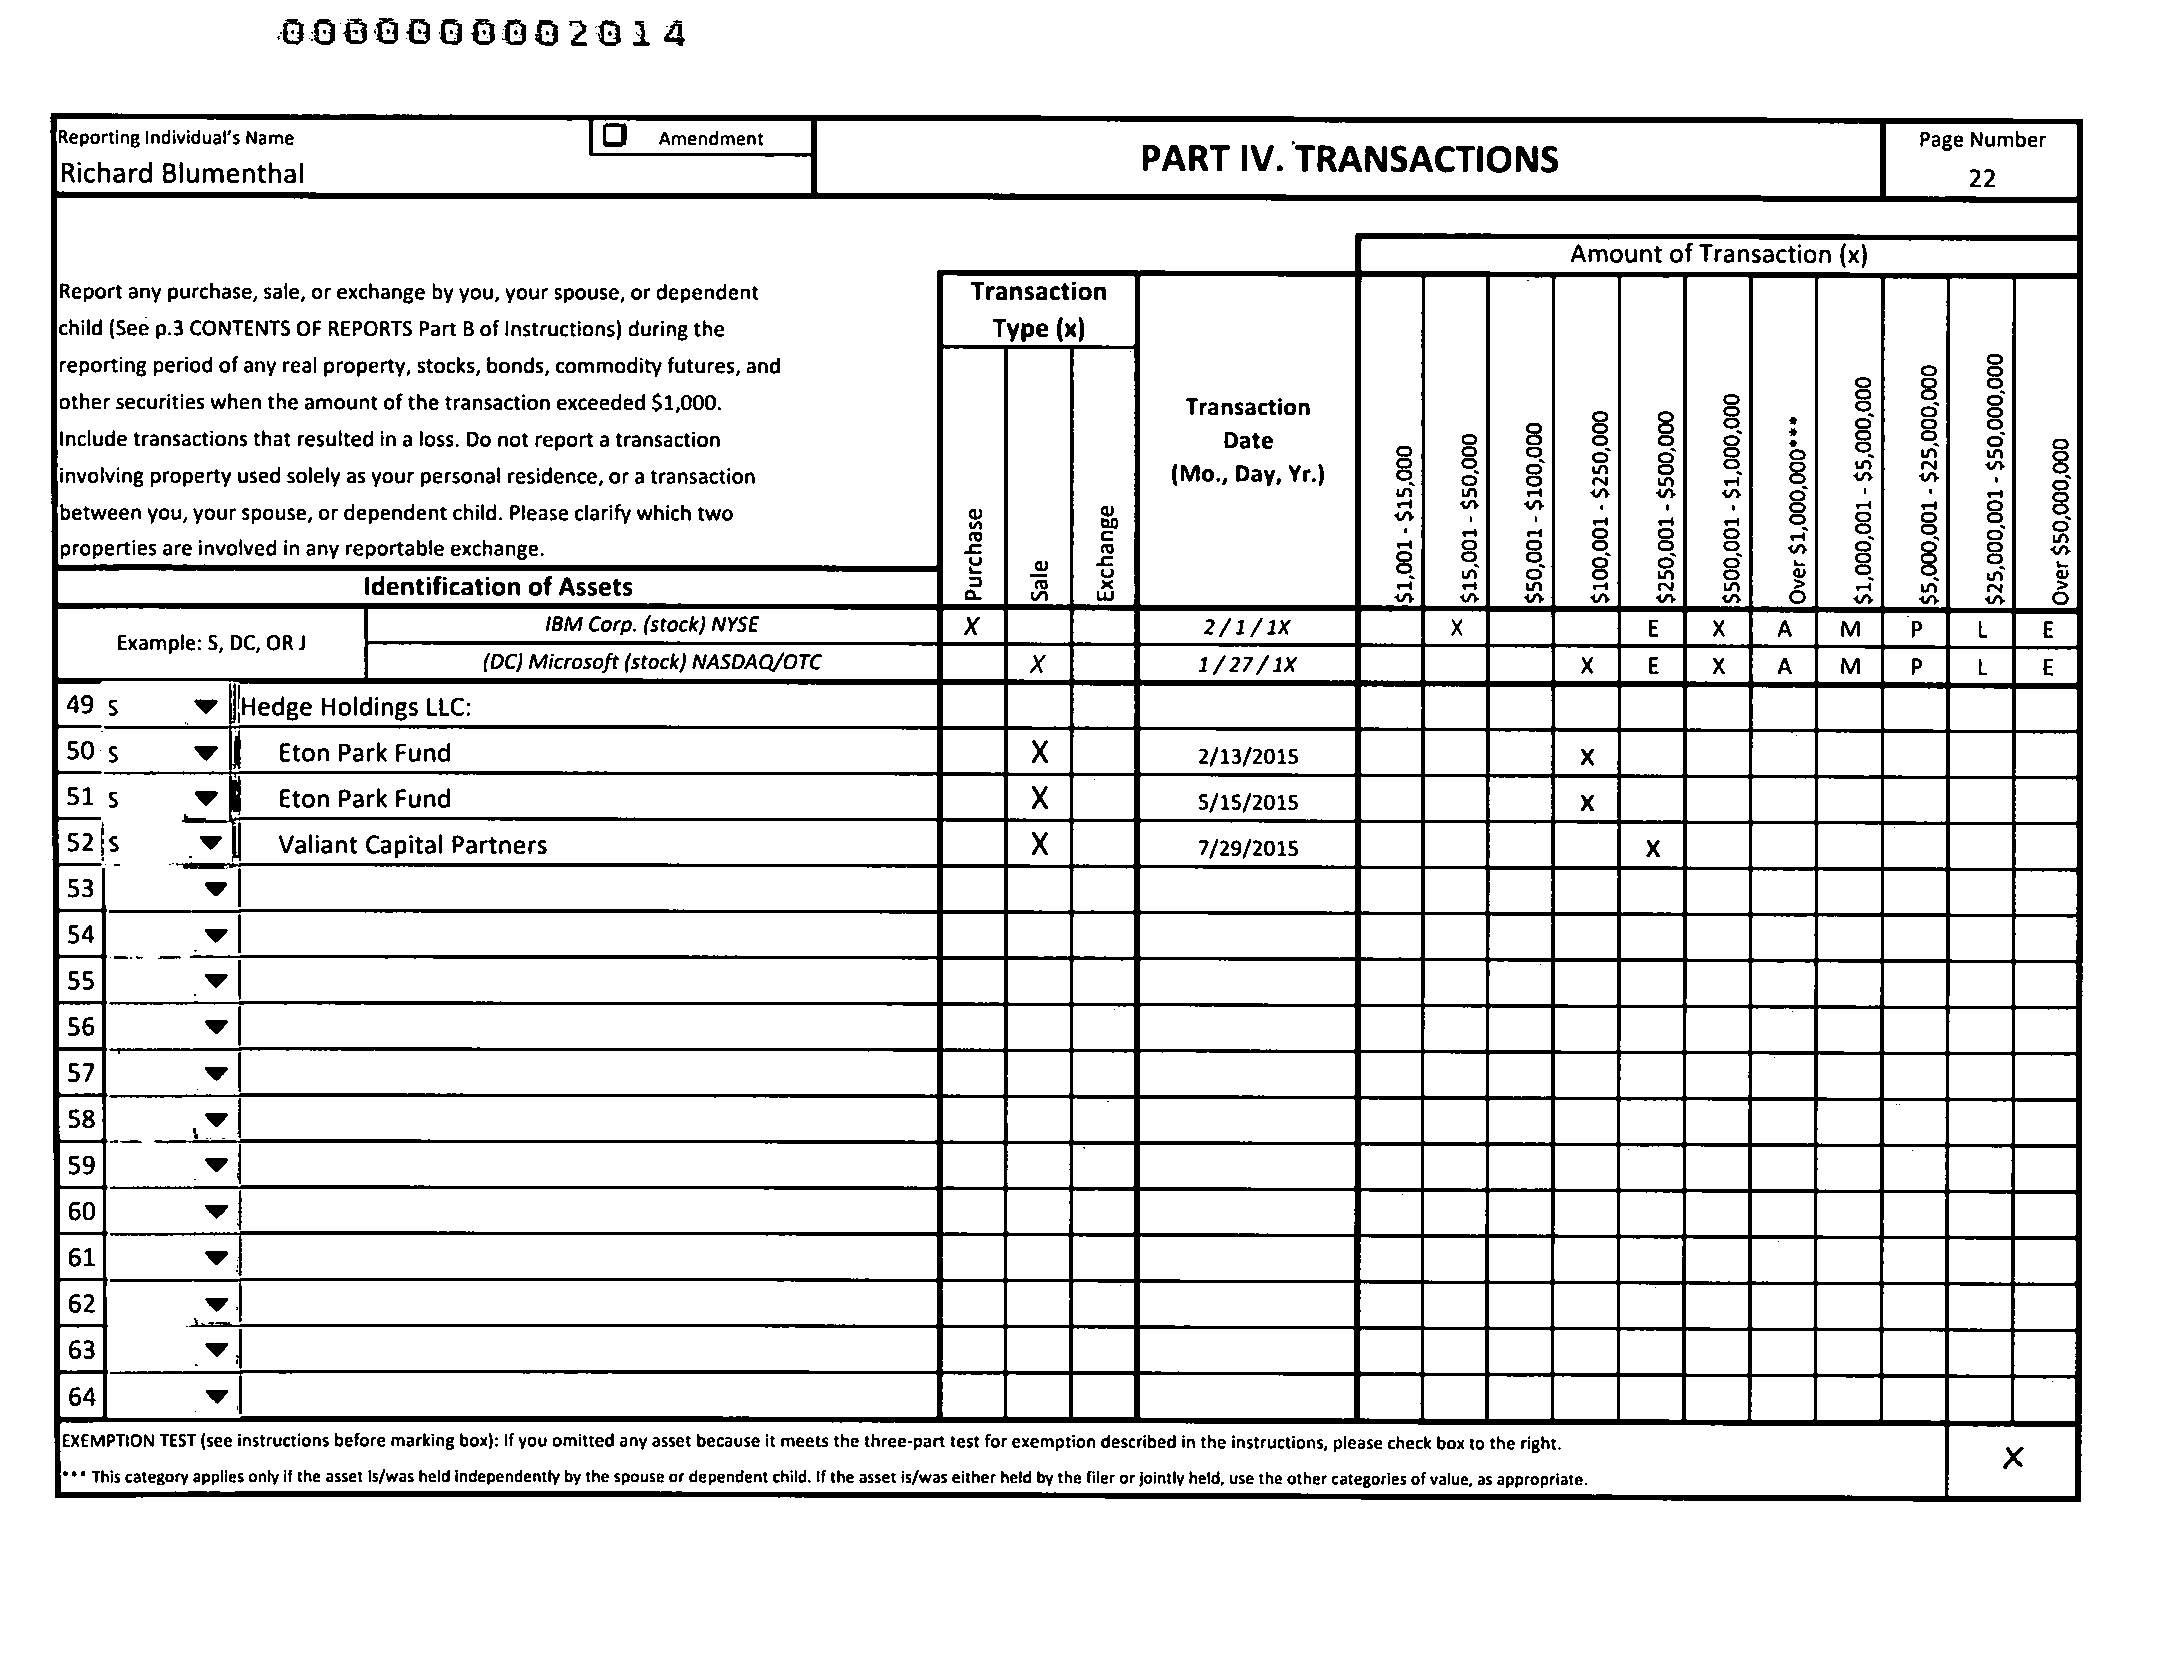 0000000002014
Reporting Individual's Name
Amendment
Richard Blumenthal
PART IV. TRANSACTIONS
Page Number
22
Amount of Transaction (x)
Report any purchase, sale, or exchange by you, your spouse, or dependent
child (See p.3 CONTENTS OF REPORTS Part B of Instructions) during the
reporting period of any real property, stocks, bonds, commodity futures, and
other securities when the amount of the transaction exceeded $1,000.
Include transactions that resulted in a loss. Do not report a transaction
involving property used solely as your personal residence, or a transaction
between you, your spouse, or dependent child. Please clarify which two
properties are involved in any reportable exchange.
Transaction
Type (x)
Transaction
Date
(Mo., Day, Yr.)
Identification of Assets
Purchase
Sale
Exchange
$1,001 - $15,000
$15,001 - $50,000
$50,001 - $100,000
$100,001 - $250,000
$250,001 - $500,000
$500,001 - $1,000,000
Over $1,000,000***
$1,000,001 - $5,000,000
$5,000,001 - $25,000,000
$25,000,001 - $50,000,000
Over $50,000,000
Example: S, DC, OR J
IBM Corp. (stock) NYSE X 2 / 1 / 1X X E X A M P L E
(DC) Microsoft (stock) NASDAQ/OTC X 1 / 27 / 1X X E X A M P L E
49 S Hedge Holdings LLC:
50 S Eton Park Fund X 2/13/2015 X
51 S Eton Park Fund X 5/15/2015 X
52 S Valiant Capital Partners X 7/29/2015 X
53
54
55
56
57
58
59
60
61
62
63
64
EXEMPTION TEST (see instructions before marking box): If you omitted any asset because it meets the three-part test for exemption described in the instructions, please check box to the right.
X
*** This category applies only if the asset is/was held independently by the spouse or dependent child. If the asset is/was either held by the filer or jointly held, use the other categories of value, as appropriate.